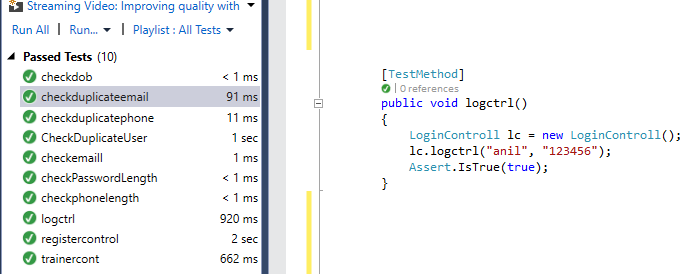 Streaming Video: Improving quality with
Run All | Run... | Playlist : All Tests
Passed Tests (10)
checkdob < 1 ms
checkduplicateemail 91 ms
checkduplicatephone 11 ms
CheckDuplicateUser 1 sec
checkemaill 1 ms
checkPasswordLength < 1 ms
checkphonelength < 1 ms
logctrl 920 ms
registercontrol 2 sec
trainercont 662 ms
[TestMethod]
| 0 references
public void logctrl()
{
LoginControll lc = new LoginControll();
lc.logctrl("anil", "123456");
Assert.IsTrue(true);
}